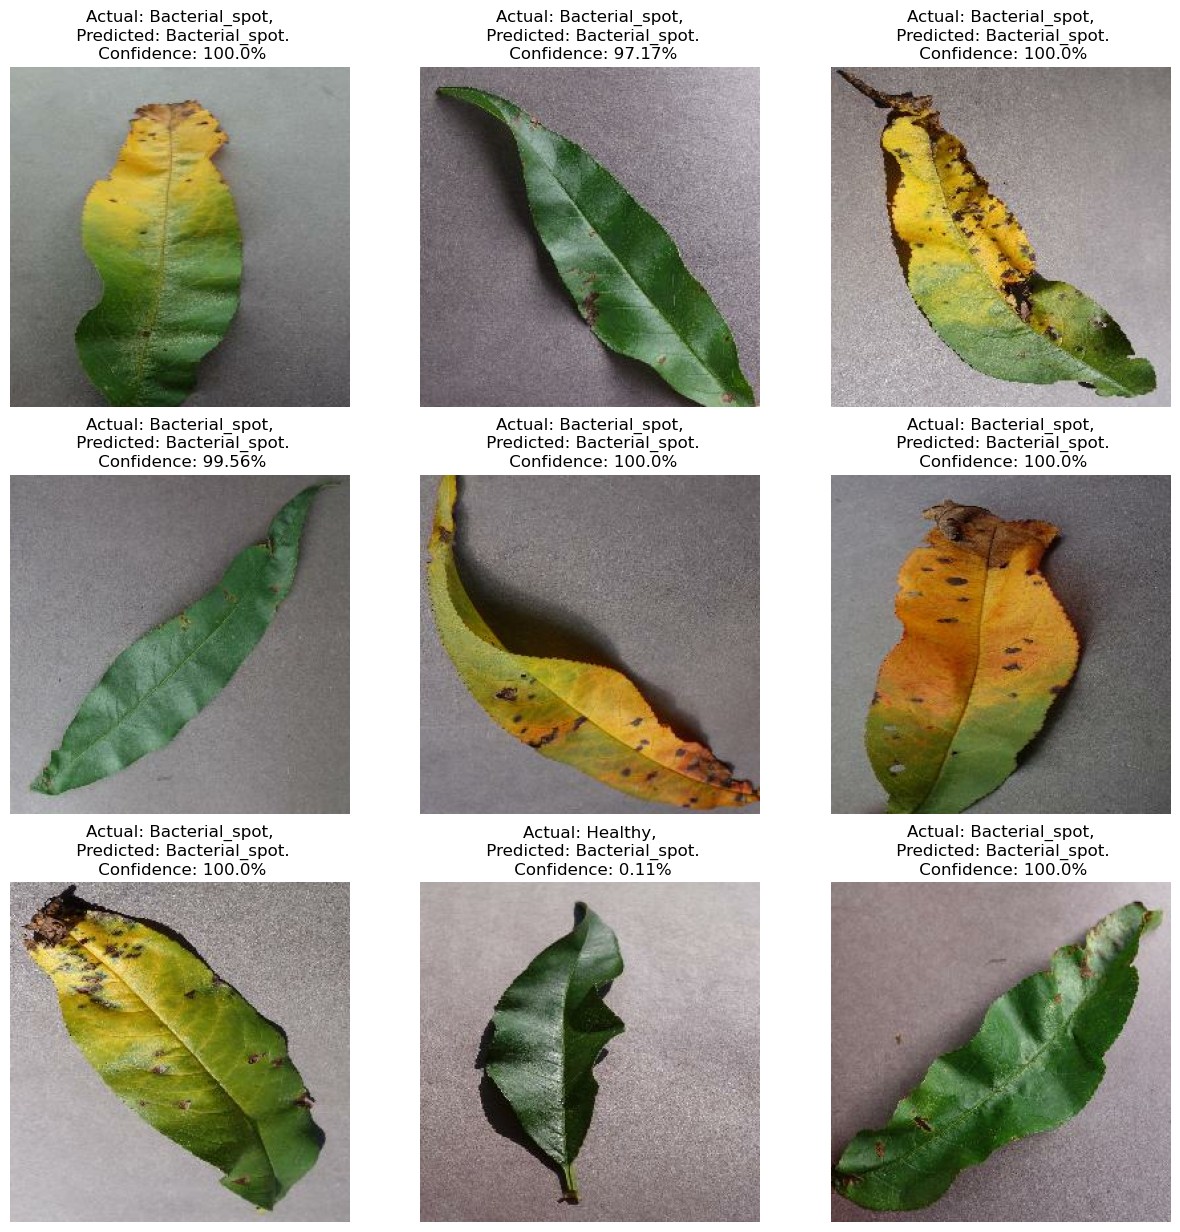 Actual: Bacterial_spot,
Predicted: Bacterial_spot.
Confidence: 100.0%
Actual: Bacterial_spot,
Predicted: Bacterial_spot.
Confidence: 97.17%
Actual: Bacterial_spot,
Predicted: Bacterial_spot.
Confidence: 100.0%
Actual: Bacterial_spot,
Predicted: Bacterial_spot.
Confidence: 99.56%
Actual: Bacterial_spot,
Predicted: Bacterial_spot.
Confidence: 100.0%
Actual: Bacterial_spot,
Predicted: Bacterial_spot.
Confidence: 100.0%
Actual: Bacterial_spot,
Predicted: Bacterial_spot.
Confidence: 100.0%
Actual: Healthy,
Predicted: Bacterial_spot.
Confidence: 0.11%
Actual: Bacterial_spot,
Predicted: Bacterial_spot.
Confidence: 100.0%